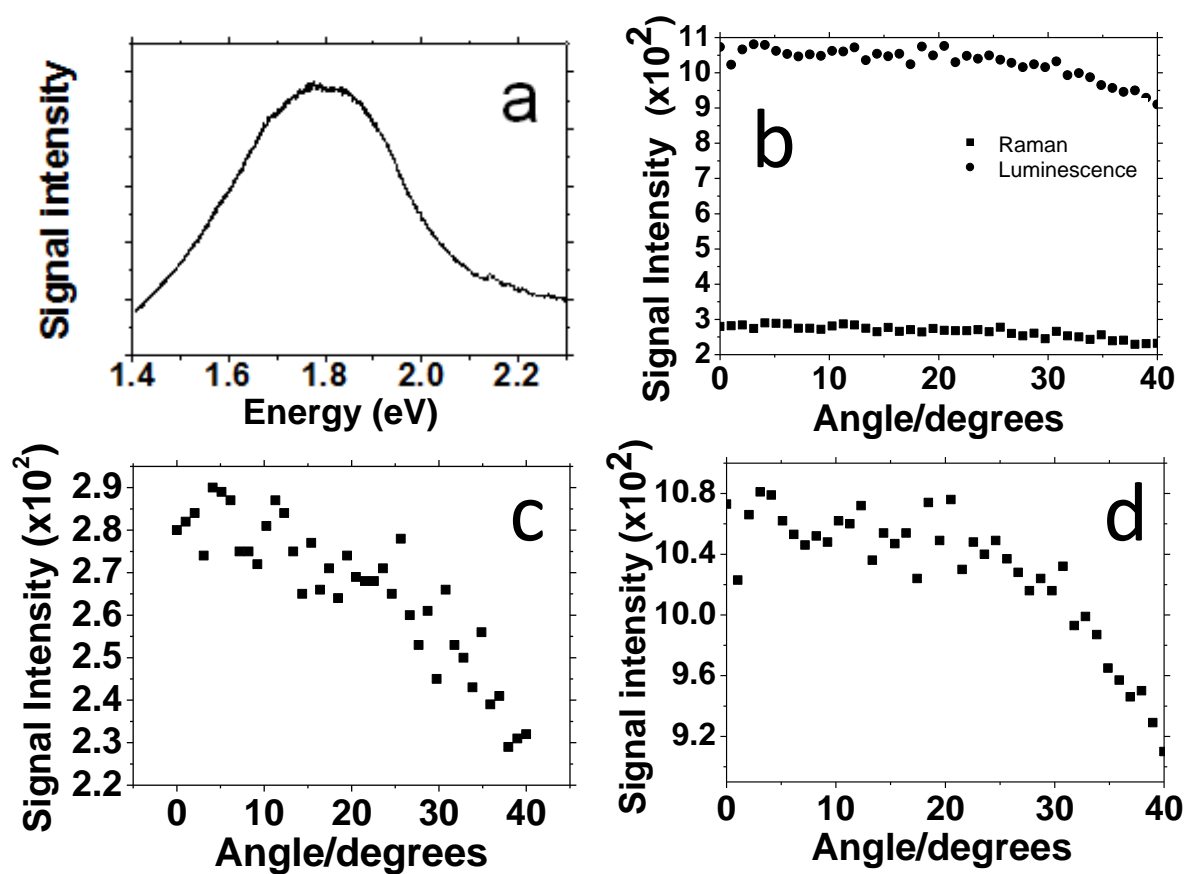 Signal intensity
a
1.4 1.6 1.8 2.0 2.2
Energy (eV)
Signal Intensity (x10²)
11
10
9
8
7
6
5
4
3
2
b
Raman
Luminescence
0 10 20 30 40
Angle/degrees
Signal Intensity (x10²)
2.9
2.8
2.7
2.6
2.5
2.4
2.3
2.2
c
0 10 20 30 40
Angle/degrees
Signal intensity (x10²)
10.8
10.4
10.0
9.6
9.2
d
0 10 20 30 40
Angle/degrees